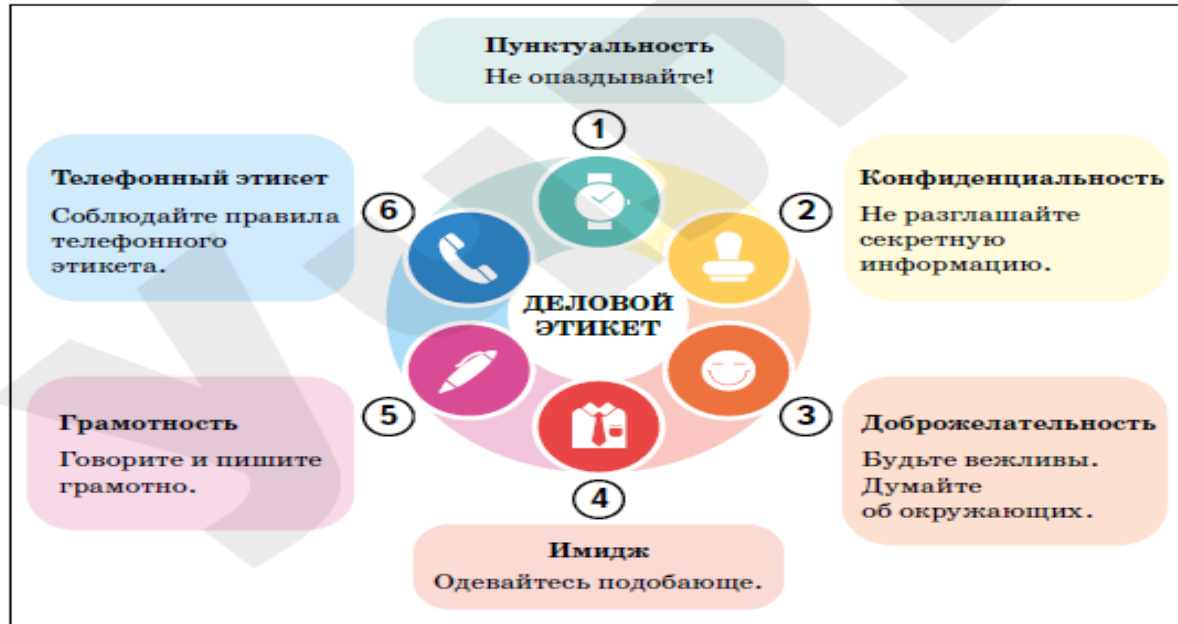 Пунктуальность
Не опаздывайте!
1
Телефонный этикет
Соблюдайте правила
телефонного
этикета.
6
2
Конфиденциальность
Не разглашайте
секретную
информацию.
ДЕЛОВОЙ
ЭТИКЕТ
Грамотность
Говорите и пишите
грамотно.
5
3
Доброжелательность
Будьте вежливы.
Думайте
об окружающих.
4
Имидж
Одевайтесь подобающе.